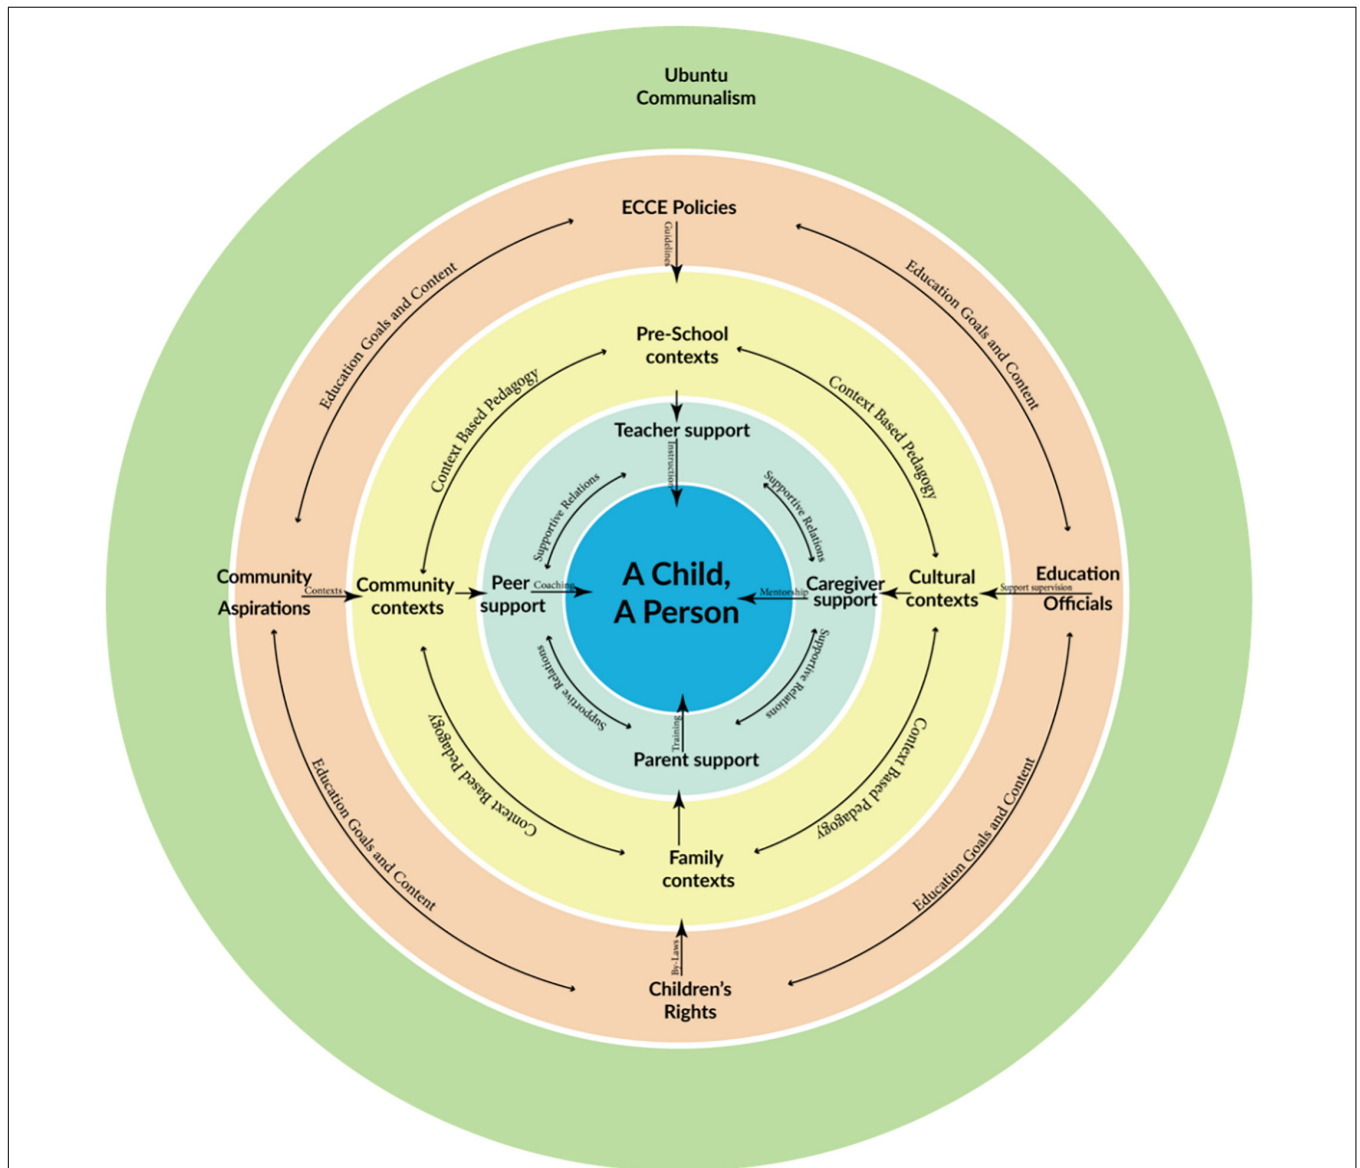 Ubuntu
Communalism
ECCE Policies
Guidelines
Education Goals and Content
Education Goals and Content
Pre-School
contexts
Context Based Pedagogy
Context Based Pedagogy
Teacher support
Instruction
Supportive Relations
Supportive Relations
Community
Aspirations
Contexts
Community
contexts
Peer
support
Coaching
A Child,
A Person
Mentorship
Caregiver
support
Cultural
contexts
Support supervision
Education
Officials
Supportive Relations
Supportive Relations
Training
Parent support
Context Based Pedagogy
Context Based Pedagogy
Family
contexts
Education Goals and Content
Education Goals and Content
By-Laws
Children's
Rights